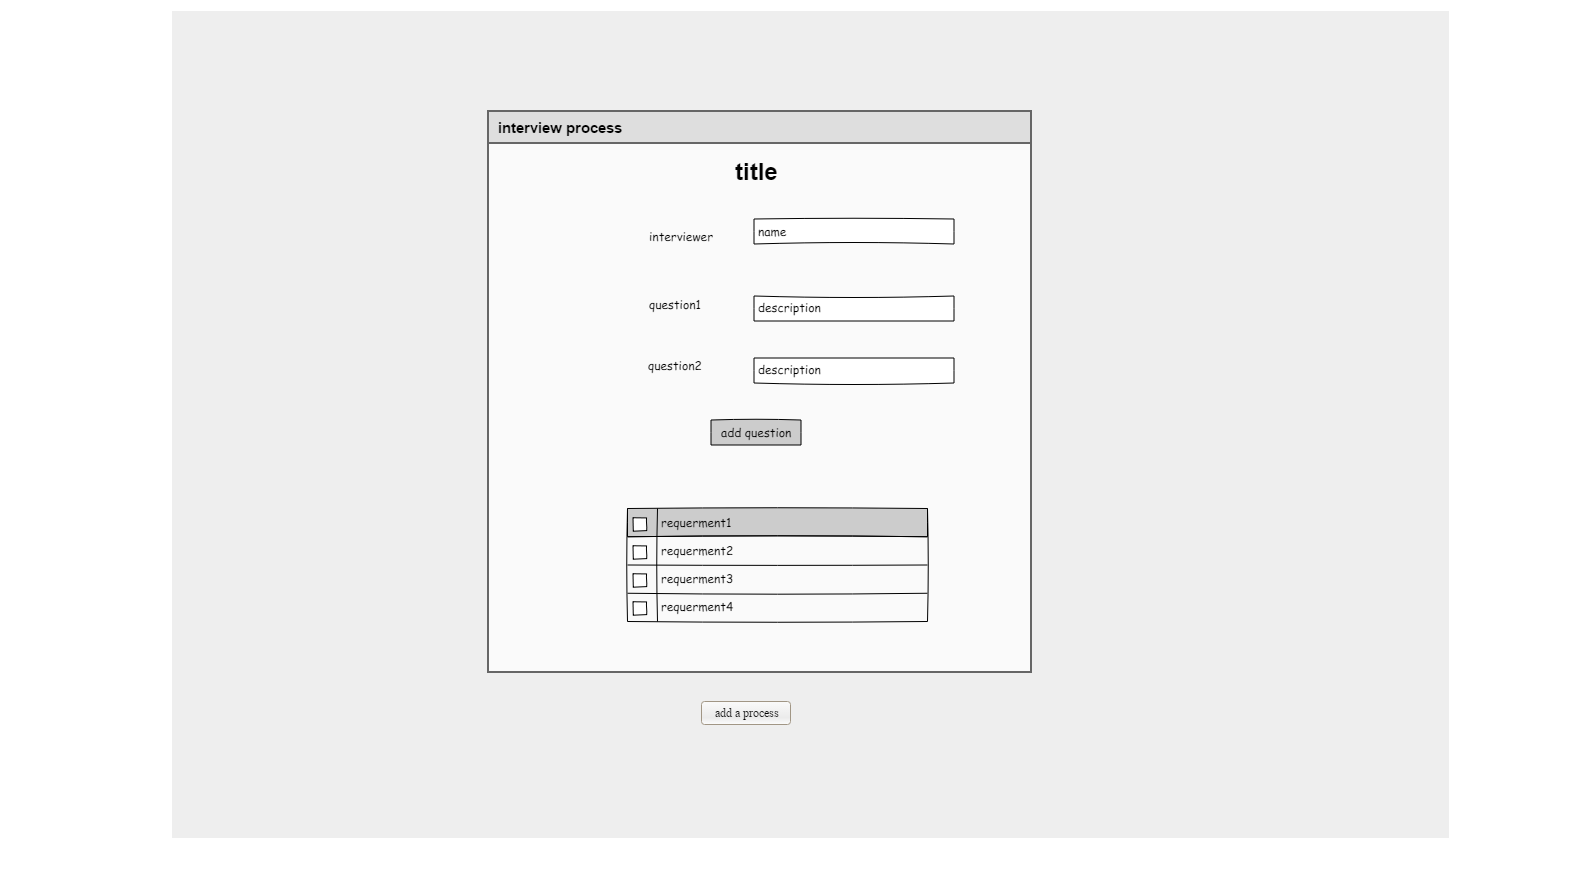 interview process
title
interviewer
name
question1
description
question2
description
add question
requerment1
requerment2
requerment3
requerment4
add a process